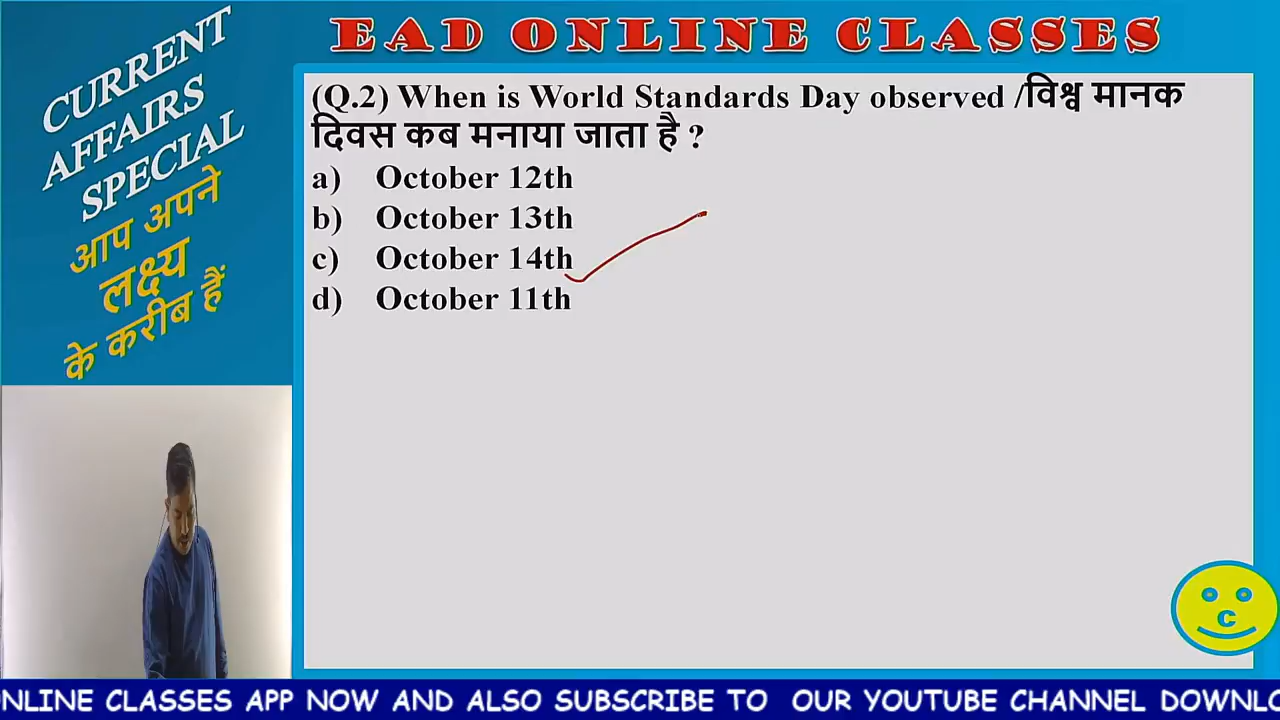 EAD ONLINE CLASSES
CURRENT
AFFAIRS
SPECIAL
आप अपने
लक्ष्य
के करीब हैं
(Q.2) When is World Standards Day observed /विश्व मानक
दिवस कब मनाया जाता है ?
a) October 12th
b) October 13th
c) October 14th
d) October 11th
C
NLINE CLASSES APP NOW AND ALSO SUBSCRIBE TO OUR YOUTUBE CHANNEL DOWNLO